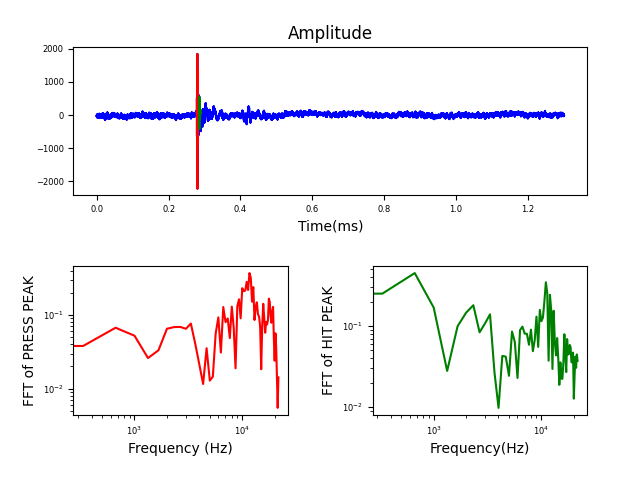 Amplitude
2000
1000
0
−1000
−2000
0.0 0.2 0.4 0.6 0.8 1.0 1.2
Time(ms)
FFT of PRESS PEAK
10⁻¹
10⁻²
10³ 10⁴
Frequency (Hz)
FFT of HIT PEAK
10⁻¹
10⁻²
10³ 10⁴
Frequency(Hz)